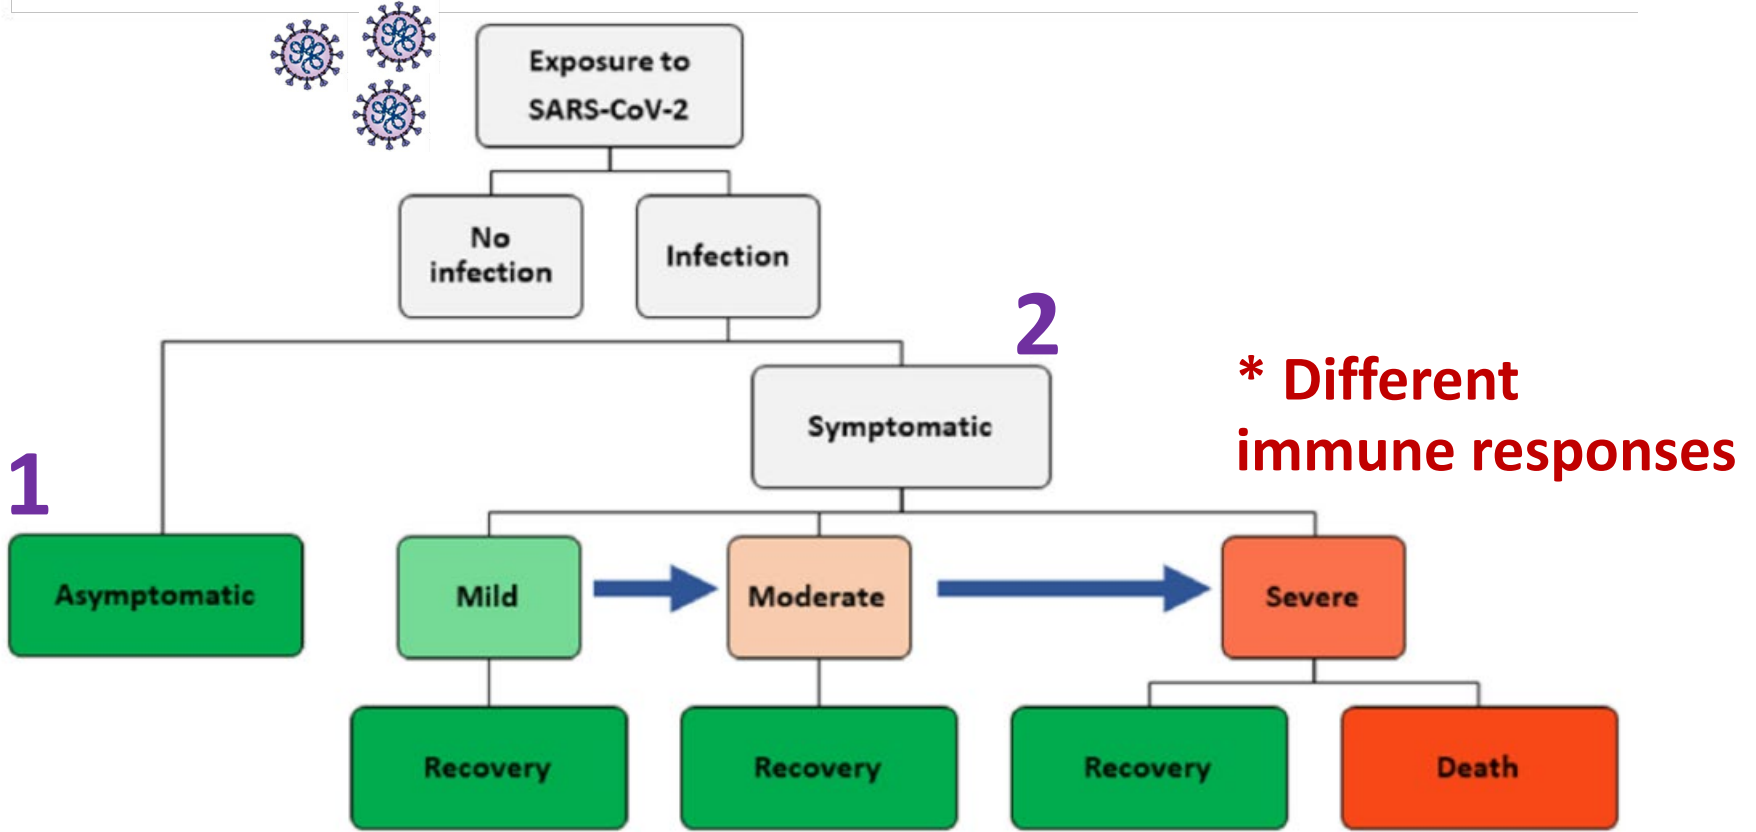 Exposure to
SARS-CoV-2
No
infection
Infection
2
Symptomatic
* Different
immune responses
1
Asymptomatic
Mild
Moderate
Severe
Recovery
Recovery
Recovery
Death